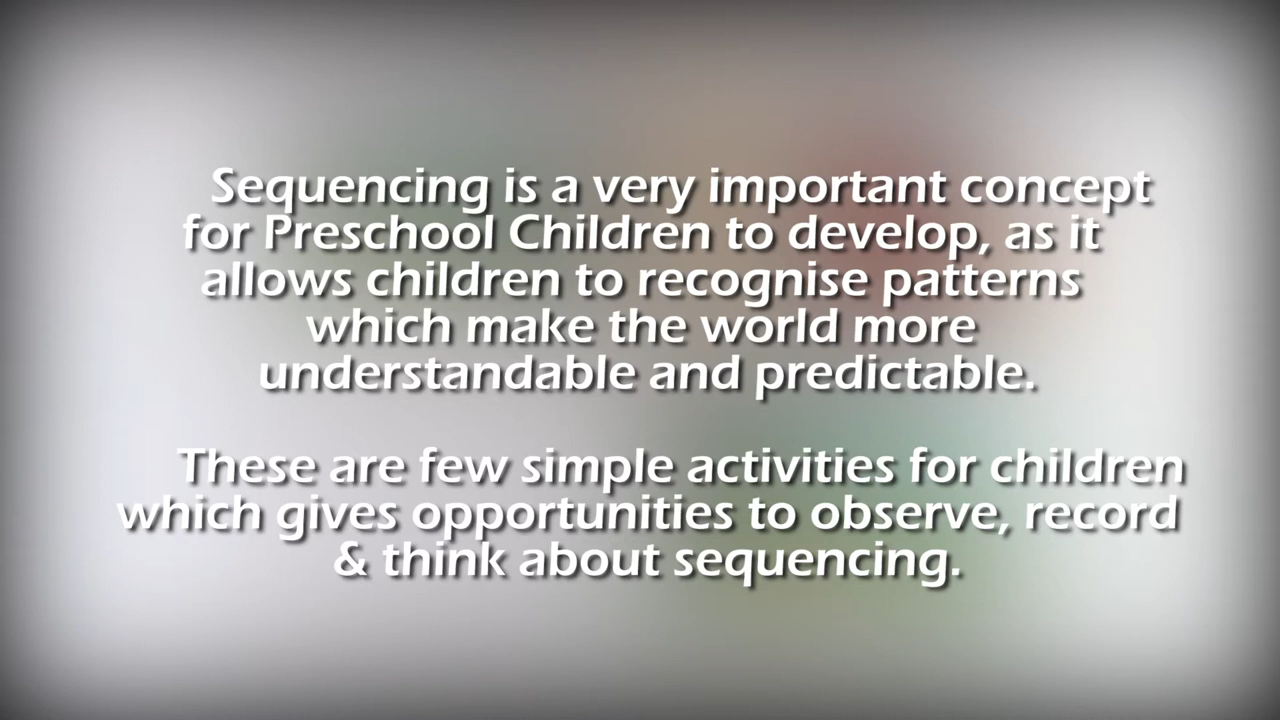 Sequencing is a very important concept
for Preschool Children to develop, as it
allows children to recognise patterns
which make the world more
understandable and predictable.
These are few simple activities for children
which gives opportunities to observe, record
& think about sequencing.